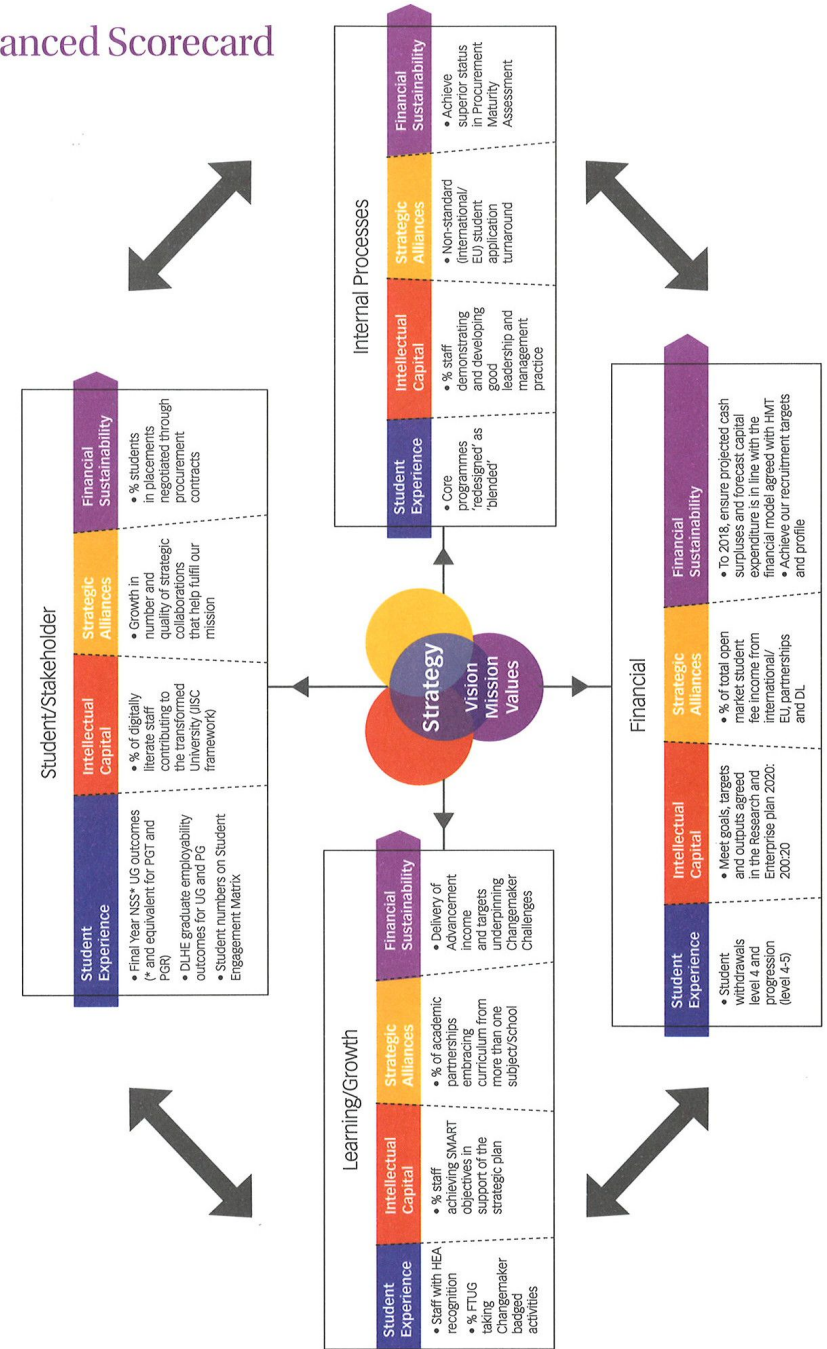 anced Scorecard
Student/Stakeholder
Student
Experience
• Final Year NSS* UG outcomes
(* and equivalent for PGT and
PGR)
• DLHE graduate employability
outcomes for UG and PG
• Student numbers on Student
Engagement Matrix
Intellectual
Capital
• % of digitally
literate staff
contributing to
the transformed
University (JISC
framework)
Strategic
Alliances
• Growth in
number and
quality of strategic
collaborations
that help fulfil our
mission
Financial
Sustainability
• % students
in placements
negotiated through
procurement
contracts
Learning/Growth
Student
Experience
• Staff with HEA
recognition
• % FTUG
taking
Changemaker
badged
activities
Intellectual
Capital
• % staff
achieving SMART
objectives in
support of the
strategic plan
Strategic
Alliances
• % of academic
partnerships
embracing
curriculum from
more than one
subject/School
Financial
Sustainability
• Delivery of
Advancement
income
and targets
underpinning
Changemaker
Challenges
Strategy
Vision
Mission
Values
Internal Processes
Student
Experience
• Core
programmes
‘redesigned’ as
‘blended’
Intellectual
Capital
• % staff
demonstrating
and developing
good
leadership and
management
practice
Strategic
Alliances
• Non-standard
(international/
EU) student
application
turnaround
Financial
Sustainability
• Achieve
superior status
in Procurement
Maturity
Assessment
Financial
Student
Experience
• Student
withdrawals
level 4 and
progression
(level 4-5)
Intellectual
Capital
• Meet goals, targets
and outputs agreed
in the Research and
Enterprise plan 2020:
200:20
Strategic
Alliances
• % of total open
market student
fee income from
international/
EU, partnerships
and DL
Financial
Sustainability
• To 2018, ensure projected cash
surpluses and forecast capital
expenditure is in line with the
financial model agreed with HMT
• Achieve our recruitment targets
and profile